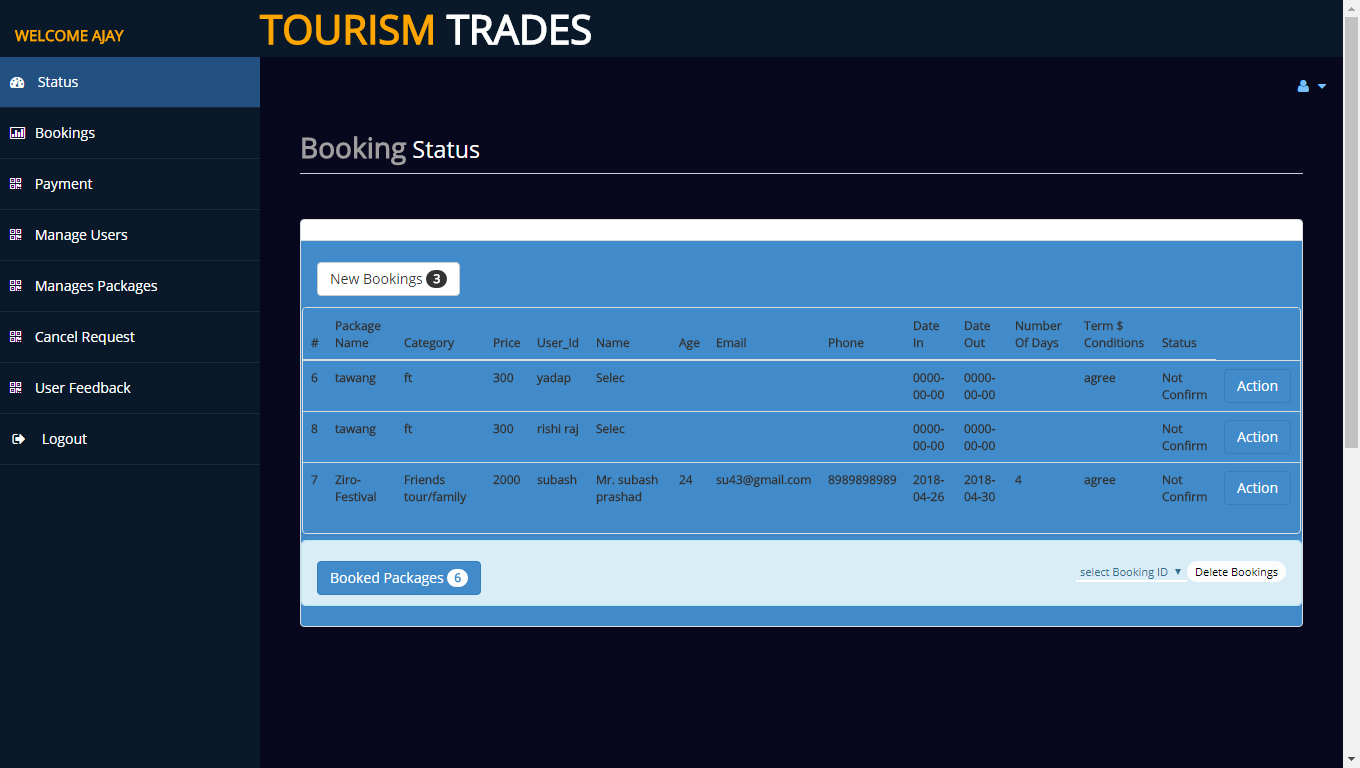 WELCOME AJAY
TOURISM TRADES
Status
Bookings
Payment
Manage Users
Manages Packages
Cancel Request
User Feedback
Logout
Booking Status
New Bookings 3
# Package Name Category Price User_Id Name Age Email Phone Date In Date Out Number Of Days Term $ Conditions Status
6 tawang ft 300 yadap Selec 0000-00-00 0000-00-00 agree Not Confirm Action
8 tawang ft 300 rishi raj Selec 0000-00-00 0000-00-00 Not Confirm Action
7 Ziro-Festival Friends tour/family 2000 subash Mr. subash prashad 24 su43@gmail.com 8989898989 2018-04-26 2018-04-30 4 agree Not Confirm Action
Booked Packages 6
select Booking ID Delete Bookings